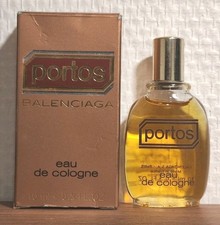 portos
BALENCIAGA
eau
de cologne
portos
eau
de cologne